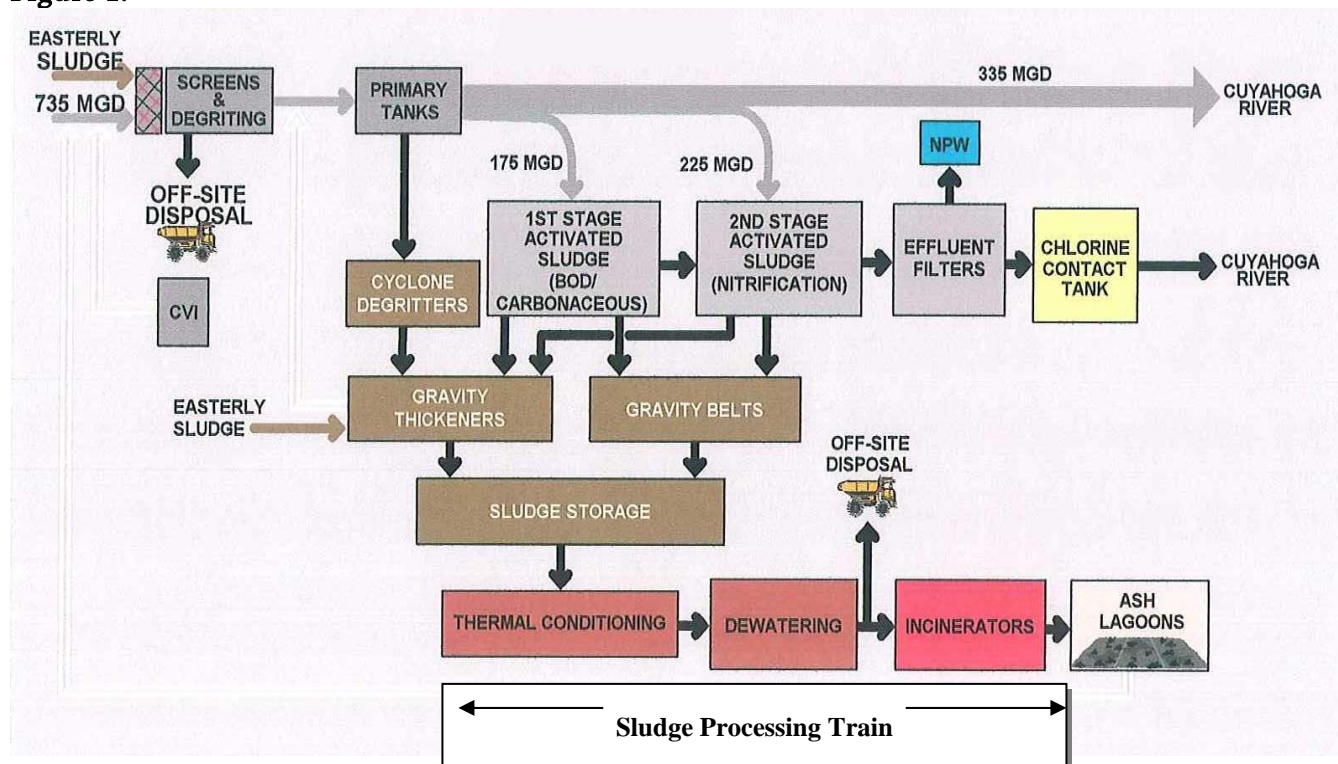 EASTERLY
SLUDGE
735 MGD
SCREENS
&
DEGRITING
PRIMARY
TANKS
335 MGD
CUYAHOGA
RIVER
175 MGD
225 MGD
NPW
OFF-SITE
DISPOSAL
CVI
CYCLONE
DEGRITTERS
1ST STAGE
ACTIVATED
SLUDGE
(BOD/
CARBONACEOUS)
2ND STAGE
ACTIVATED
SLUDGE
(NITRIFICATION)
EFFLUENT
FILTERS
CHLORINE
CONTACT
TANK
CUYAHOGA
RIVER
EASTERLY
SLUDGE
GRAVITY
THICKENERS
GRAVITY BELTS
OFF-SITE
DISPOSAL
SLUDGE STORAGE
THERMAL CONDITIONING
DEWATERING
INCINERATORS
ASH
LAGOONS
Sludge Processing Train